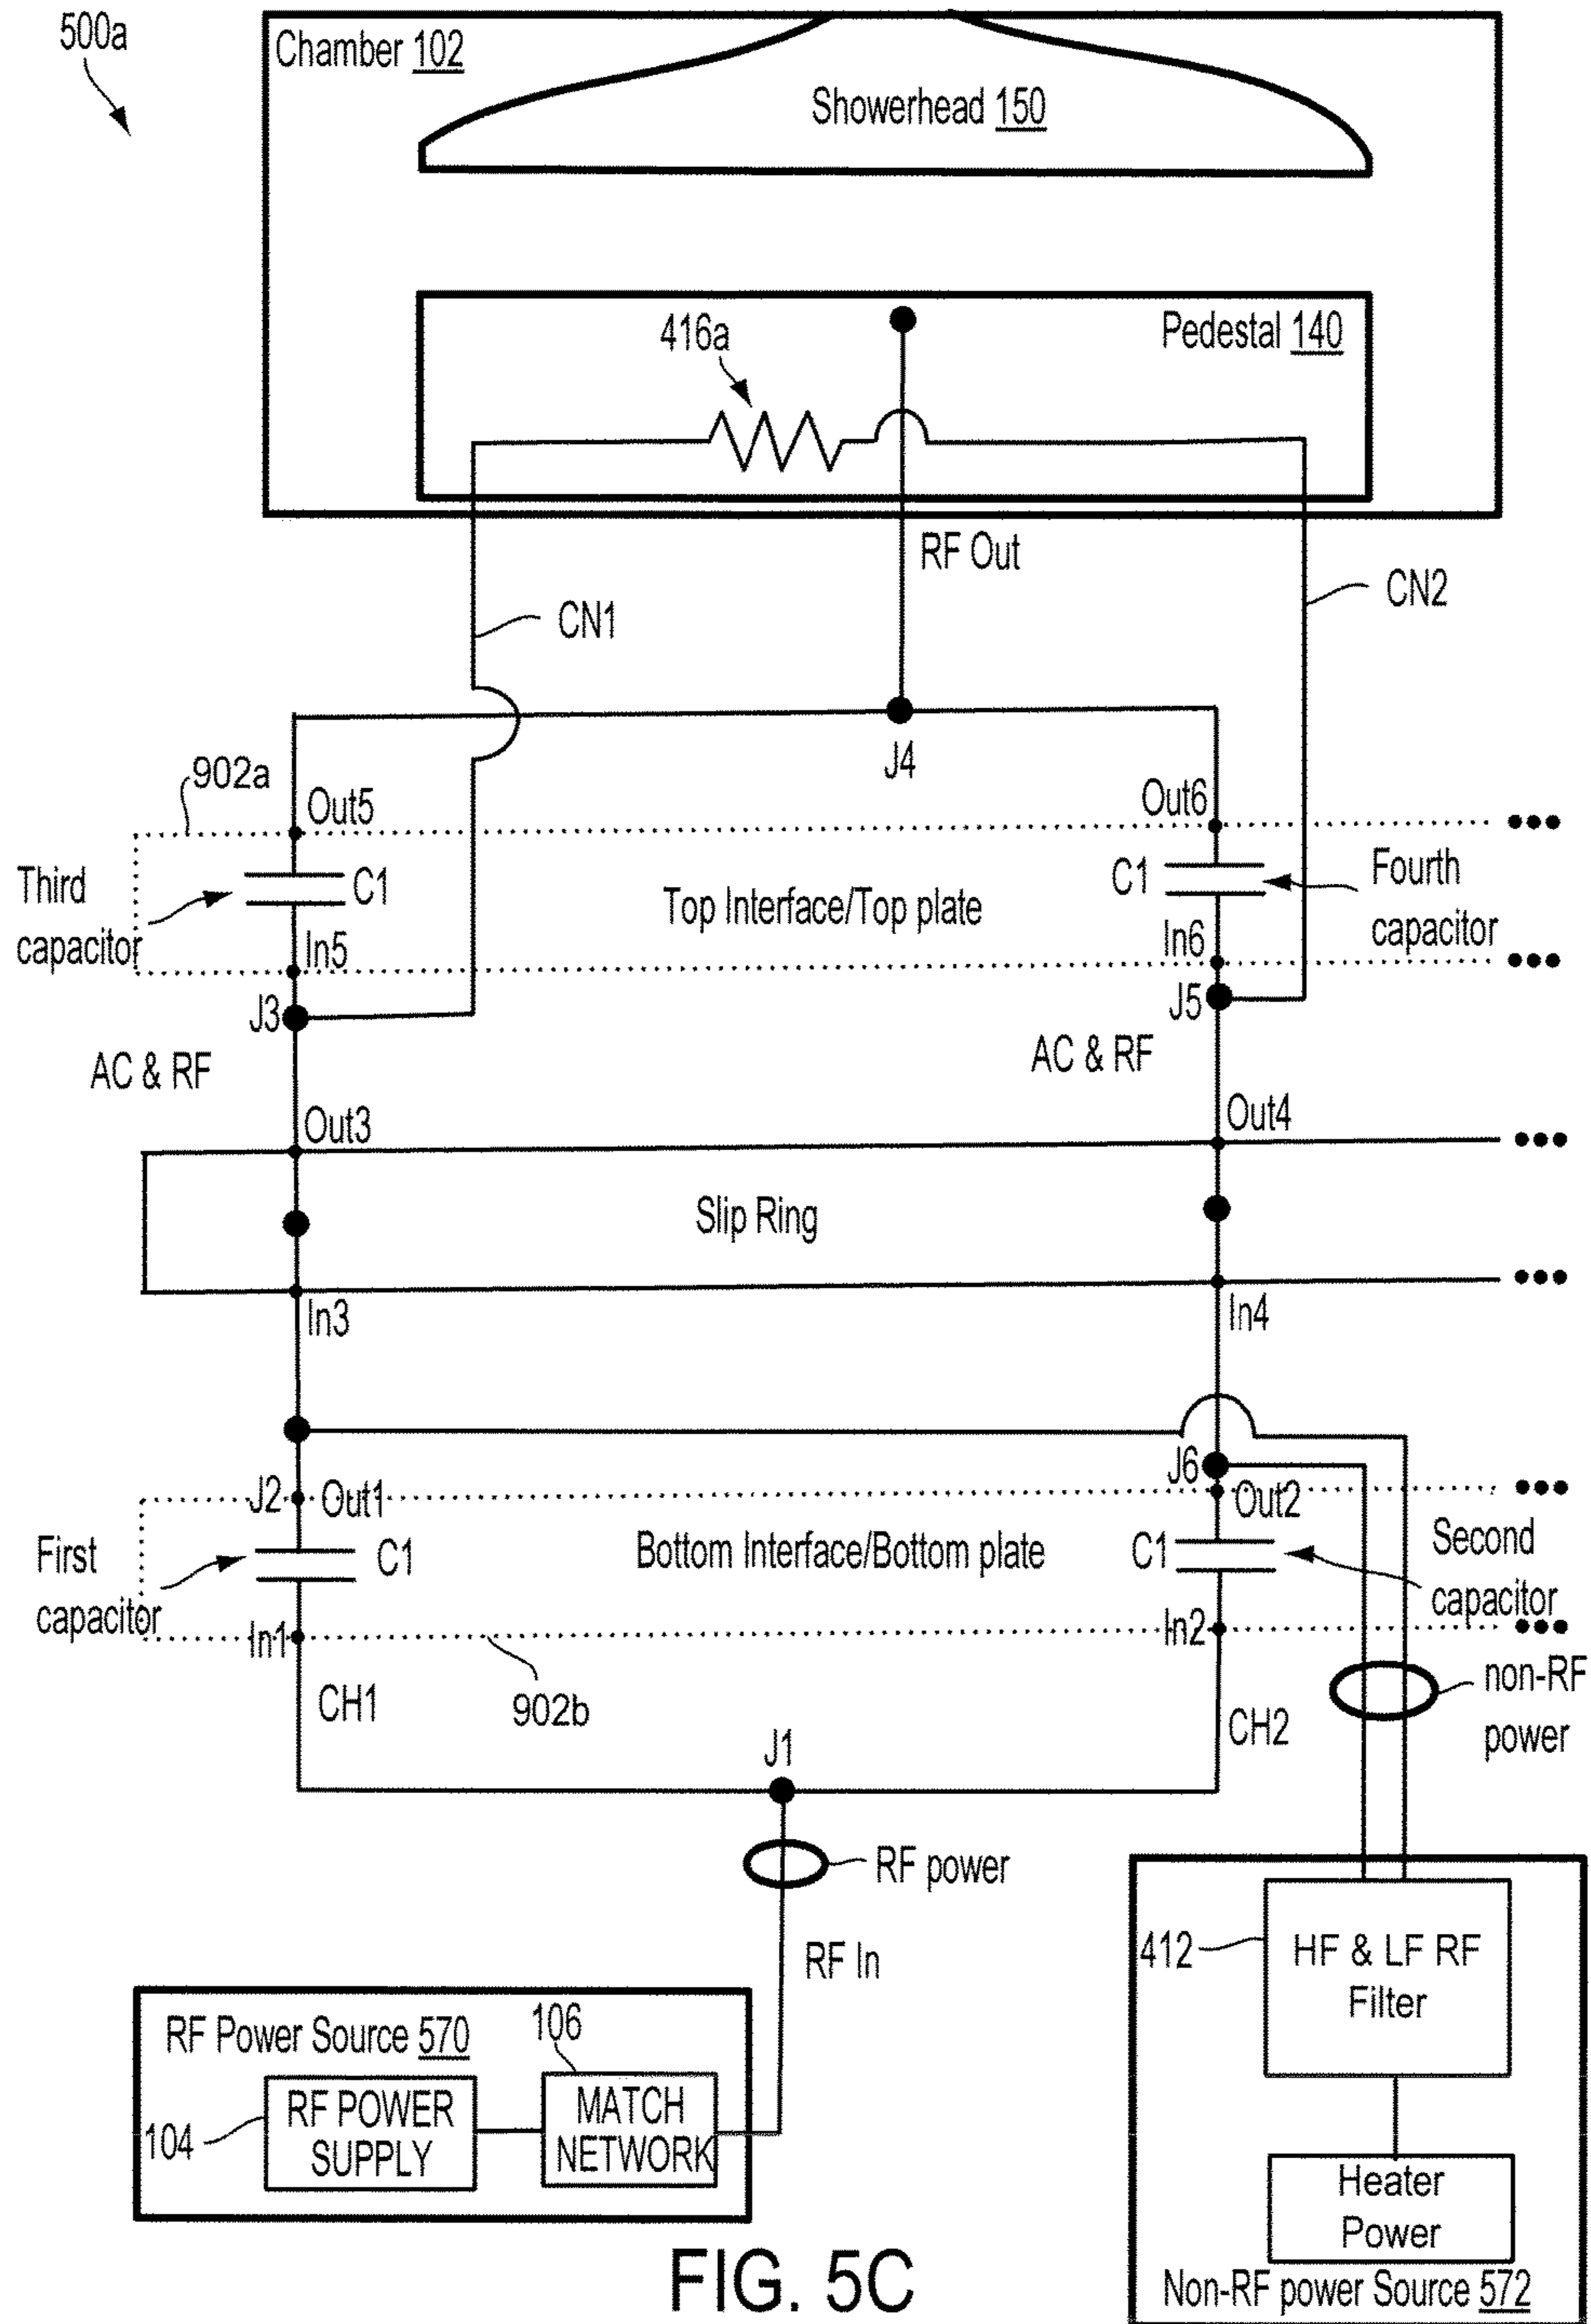 500a
Chamber 102
Showerhead 150
416a
Pedestal 140
RF Out
CN1
CN2
J4
902a
Out5
Out6
Third
capacitor
C1
Top Interface/Top plate
C1
Fourth
capacitor
In5
In6
J3
J5
AC & RF
AC & RF
Out3
Out4
Slip Ring
In3
In4
J2
Out1
J6
Out2
First
capacitor
C1
Bottom Interface/Bottom plate
C1
Second
capacitor
In1
In2
CH1
902b
CH2
non-RF
power
J1
RF power
RF In
412
HF & LF RF
Filter
RF Power Source 570
106
104
RF POWER
SUPPLY
MATCH
NETWORK
Heater
Power
Non-RF power Source 572
FIG. 5C